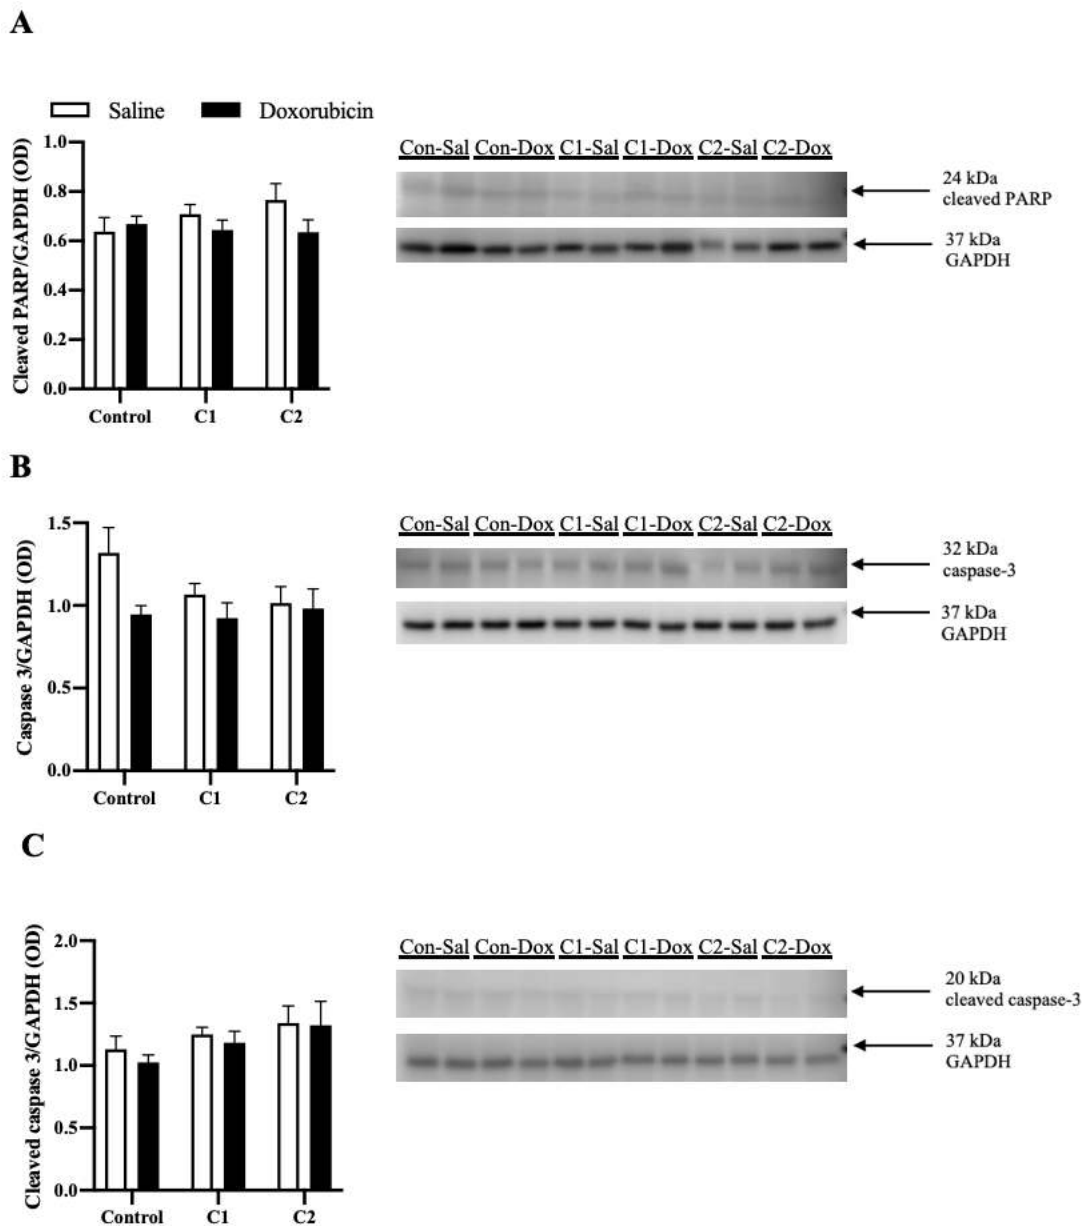 A
Saline Doxorubicin
Cleaved PARP/GAPDH (OD)
1.0
0.8
0.6
0.4
0.2
0.0
Control C1 C2
Con-Sal Con-Dox C1-Sal C1-Dox C2-Sal C2-Dox
24 kDa
cleaved PARP
37 kDa
GAPDH
B
Caspase 3/GAPDH (OD)
1.5
1.0
0.5
0.0
Control C1 C2
Con-Sal Con-Dox C1-Sal C1-Dox C2-Sal C2-Dox
32 kDa
caspase-3
37 kDa
GAPDH
C
Cleaved caspase 3/GAPDH (OD)
2.0
1.5
1.0
0.5
0.0
Control C1 C2
Con-Sal Con-Dox C1-Sal C1-Dox C2-Sal C2-Dox
20 kDa
cleaved caspase-3
37 kDa
GAPDH